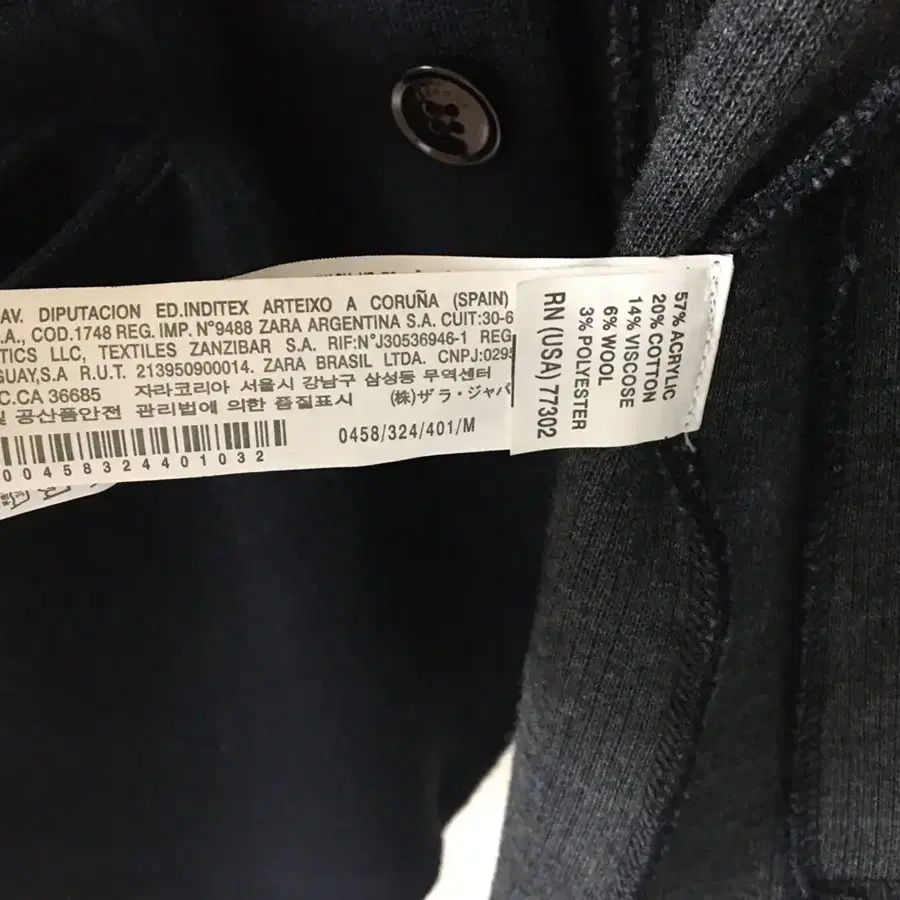 AV. DIPUTACION ED.INDITEX ARTEIXO A CORUÑA (SPAIN)
.A., COD.1748 REG. IMP. N°9488 ZARA ARGENTINA S.A. CUIT:30-6
TICS LLC, TEXTILES ZANZIBAR S.A. RIF:N°J30536946-1 REG
GUAY,S.A R.U.T. 213950900014. ZARA BRASIL LTDA. CNPJ:029
C.CA 36685 자라코리아 서울시 강남구 삼성동 무역센터
및 공산품안전 관리법에 의한 품질표시 (株)ザ ラ・ジャパ
0458/324/401/M
00458324401032
57% ACRYLIC
20% COTTON
14% VISCOSE
6% WOOL
3% POLYESTER
RN (USA) 77302